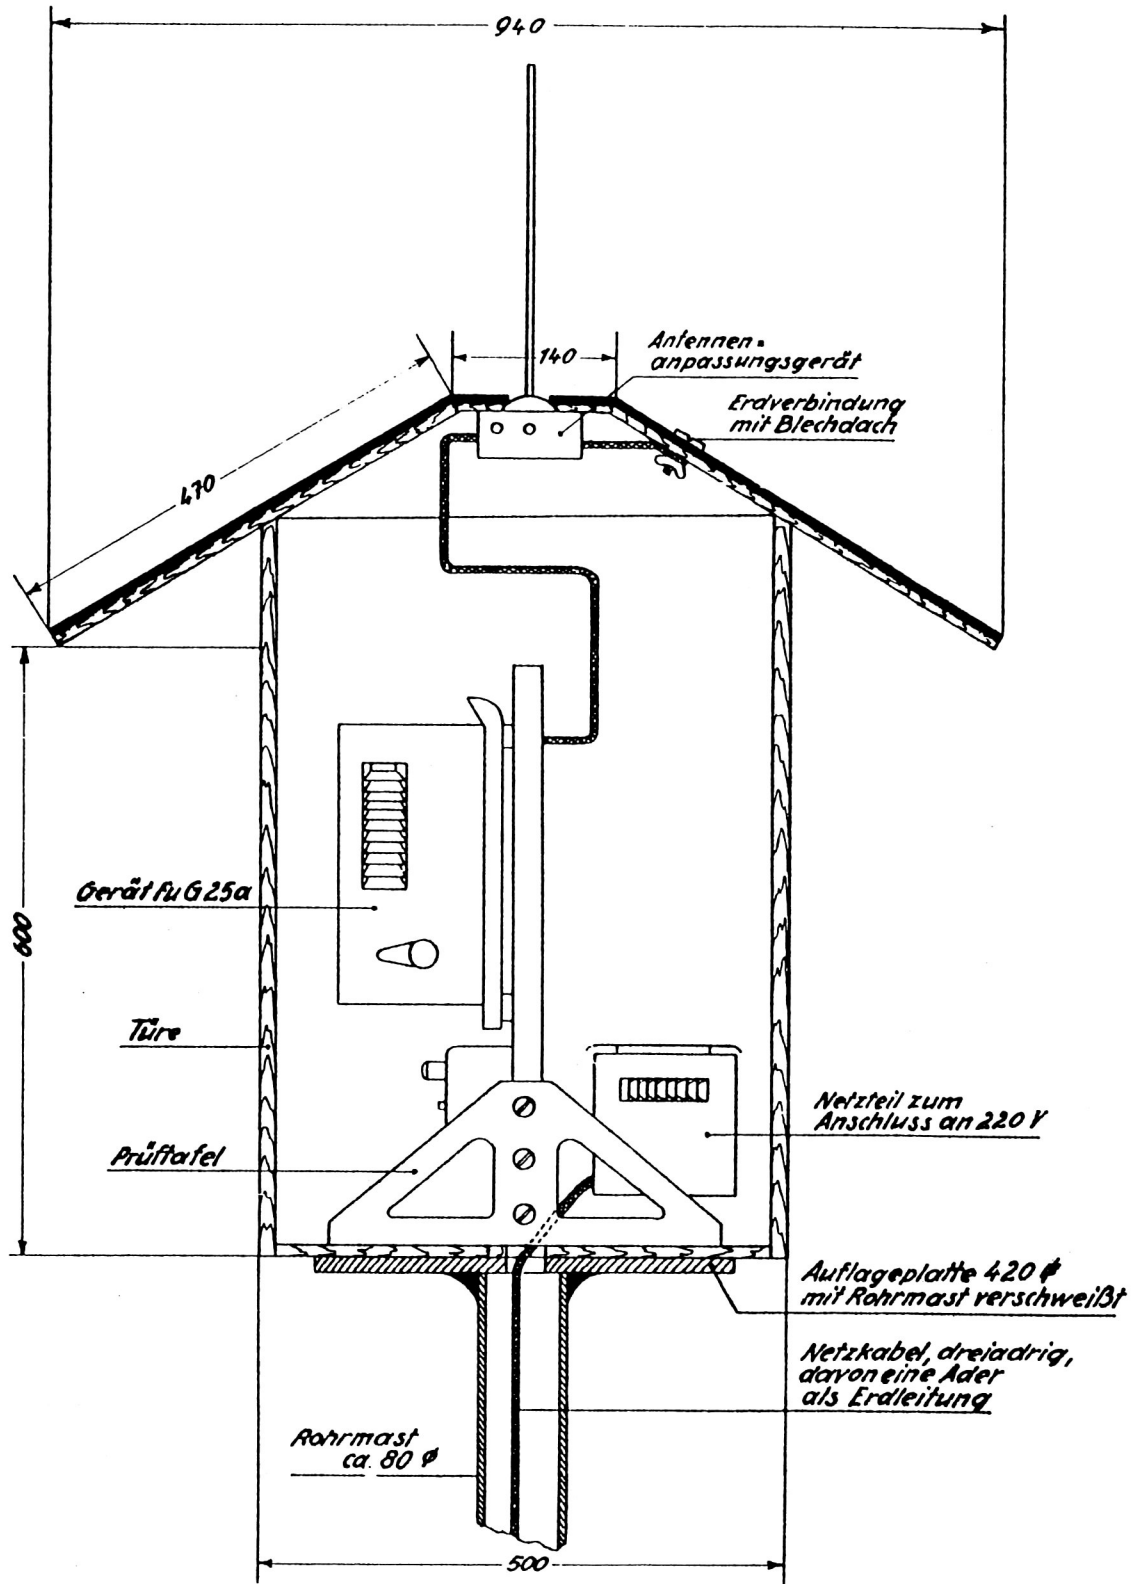 940
140
Antennen=
anpassungsgerät
Erdverbindung
mit Blechdach
470
Gerät Fu G 25a
600
Türe
Netzteil zum
Anschluss an 220 V
Prüftafel
Auflageplatte 420 ϕ
mit Rohrmast verschweißt
Netzkabel, dreiadrig,
davon eine Ader
als Erdleitung
Rohrmast
ca. 80 ϕ
500